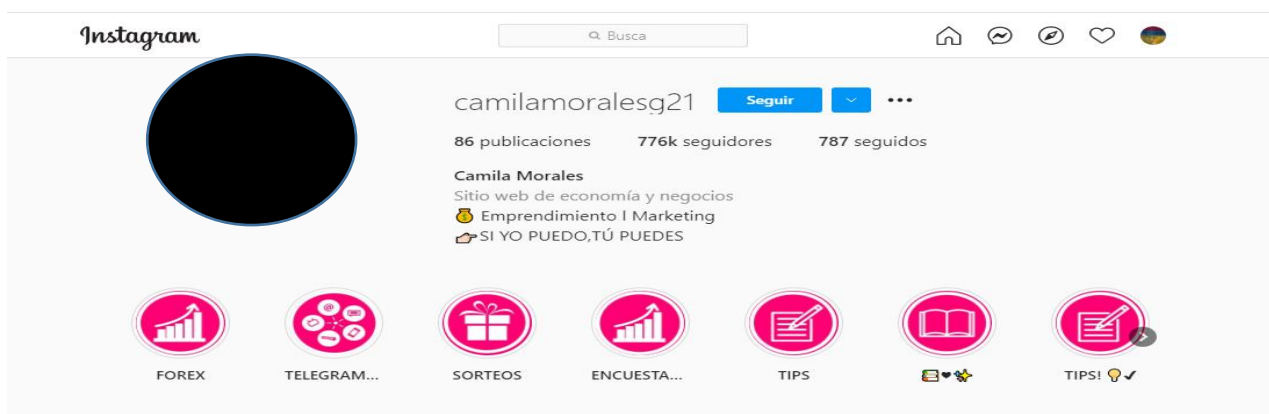 Instagram
Busca
camilamoralesg21 Seguir
86 publicaciones 776k seguidores 787 seguidos
Camila Morales
Sitio web de economía y negocios
💰 Emprendimiento l Marketing
👉🏻SI YO PUEDO,TÚ PUEDES
FOREX TELEGRAM... SORTEOS ENCUESTA... TIPS 📔❤✨ TIPS! 💡✔